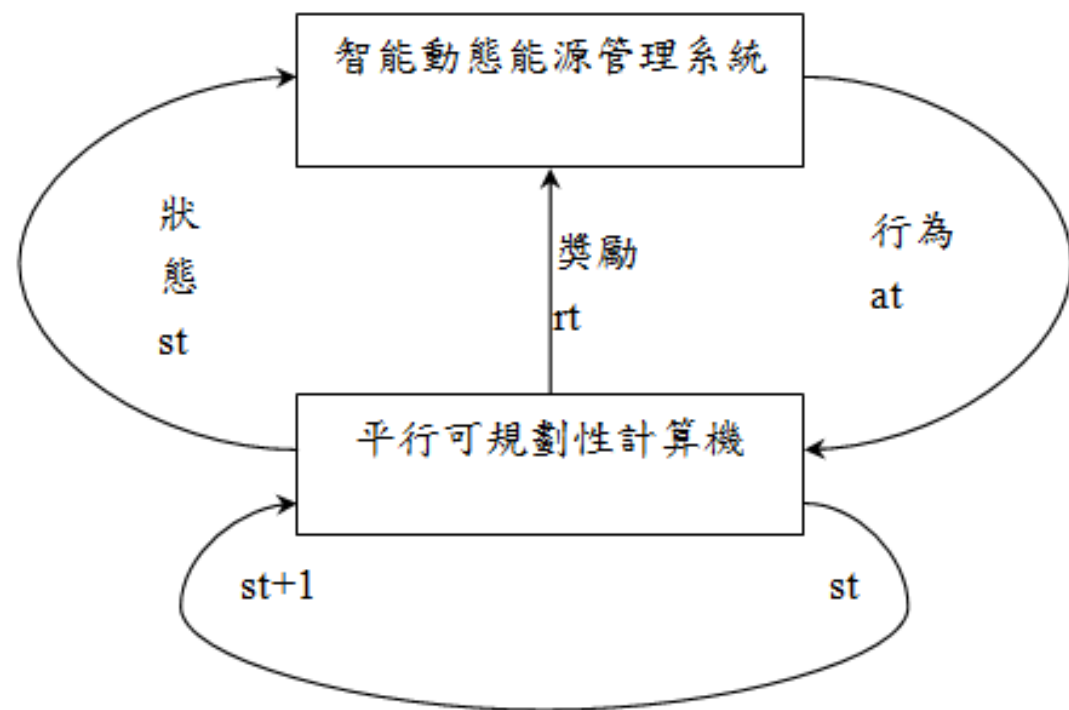 智能動態能源管理系統
狀
態
st
獎勵
rt
行為
at
平行可規劃性計算機
st+1
st